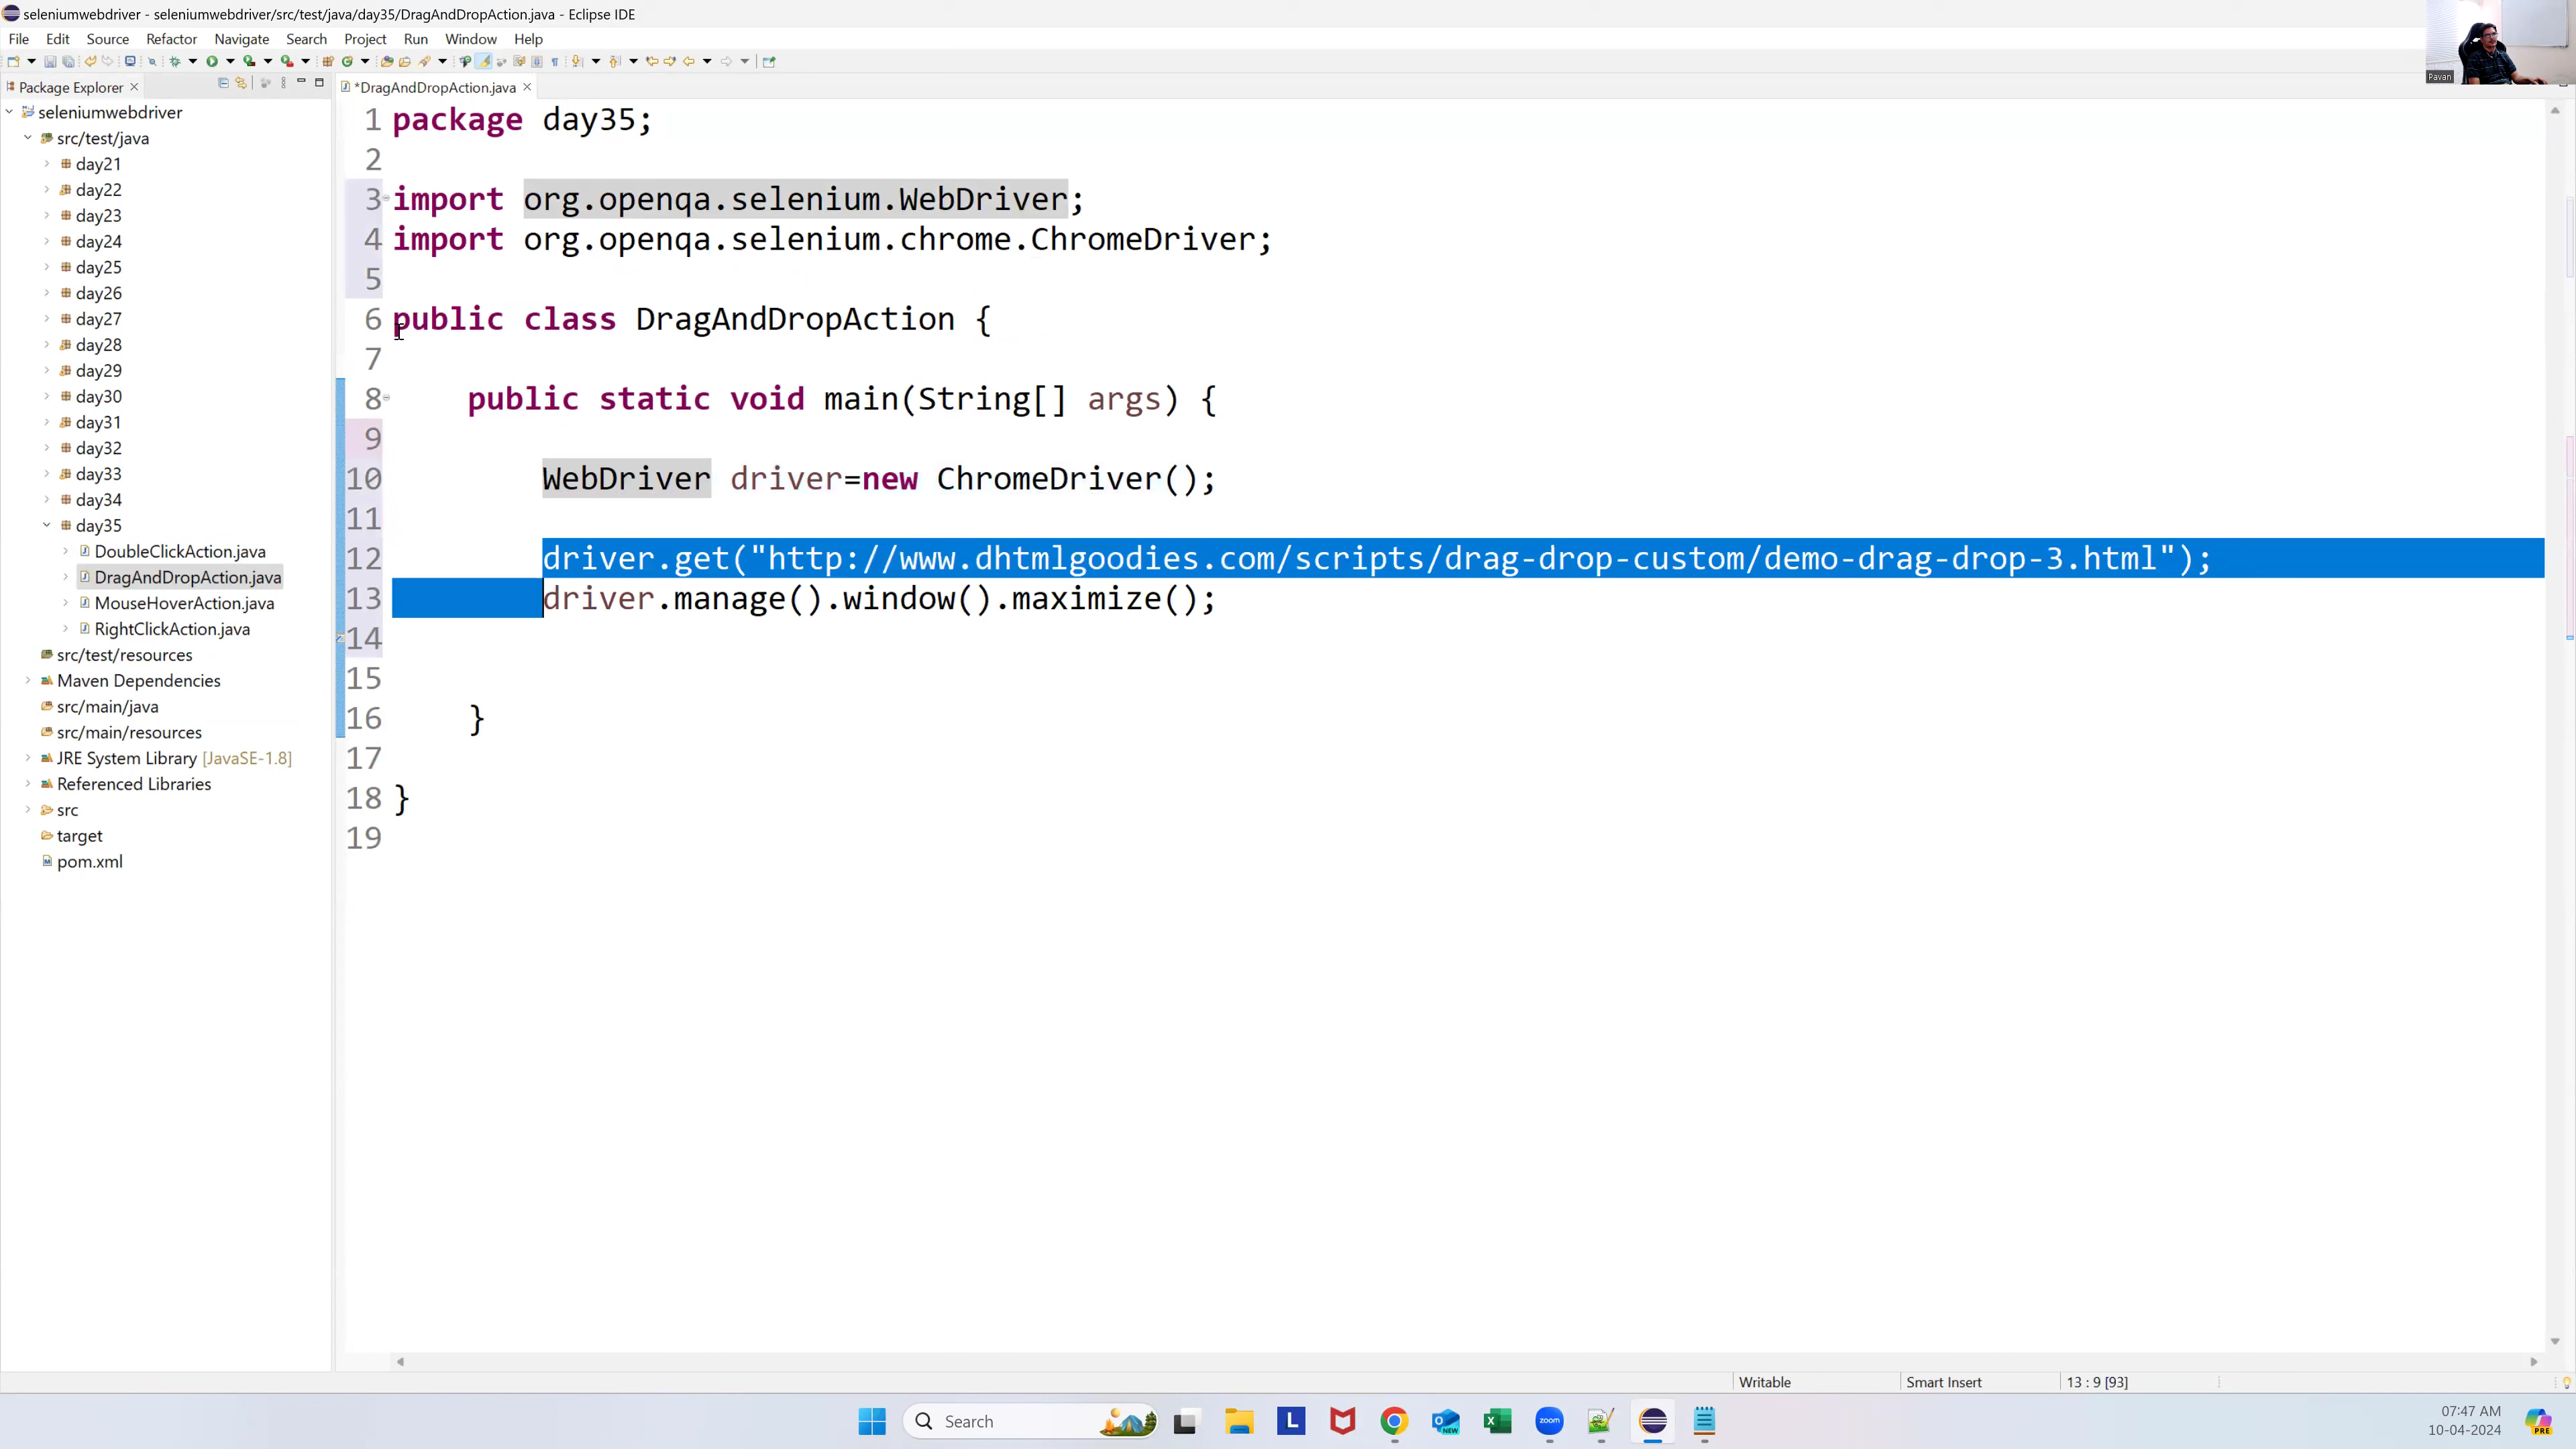 seleniumwebdriver - seleniumwebdriver/src/test/java/day35/DragAndDropAction.java - Eclipse IDE
File Edit Source Refactor Navigate Search Project Run Window Help
Pavan
Package Explorer
*DragAndDropAction.java
seleniumwebdriver
src/test/java
day21
day22
day23
day24
day25
day26
day27
day28
day29
day30
day31
day32
day33
day34
day35
DoubleClickAction.java
DragAndDropAction.java
MouseHoverAction.java
RightClickAction.java
src/test/resources
Maven Dependencies
src/main/java
src/main/resources
JRE System Library [JavaSE-1.8]
Referenced Libraries
src
target
pom.xml
1 package day35;
2
3 import org.openqa.selenium.WebDriver;
4 import org.openqa.selenium.chrome.ChromeDriver;
5
6 public class DragAndDropAction {
7
8 public static void main(String[] args) {
9
10 WebDriver driver=new ChromeDriver();
11
12 driver.get("http://www.dhtmlgoodies.com/scripts/drag-drop-custom/demo-drag-drop-3.html");
13 driver.manage().window().maximize();
14
15
16 }
17
18 }
19
Writable Smart Insert 13 : 9 [93]
Search
L
NEW
zoom
07:47 AM
10-04-2024
PRE